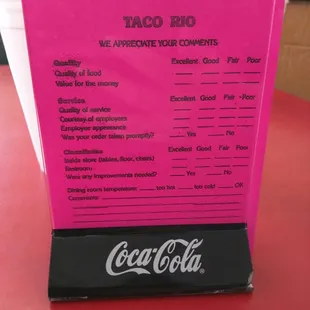 TACO RIO
WE APPRECIATE YOUR COMMENTS
Quality Excellent Good Fair Poor
Quality of food
Value for the money
Service Excellent Good Fair Poor
Quality of service
Courtesy of employees
Employee appearance
Was your order taken promptly? Yes No
Cleanliness Excellent Good Fair Poor
Inside store (tables, floor, chairs)
Restroom
Were any improvements needed? Yes No
Dining room temperature: too hot too cold OK
Comments:
Coca-Cola